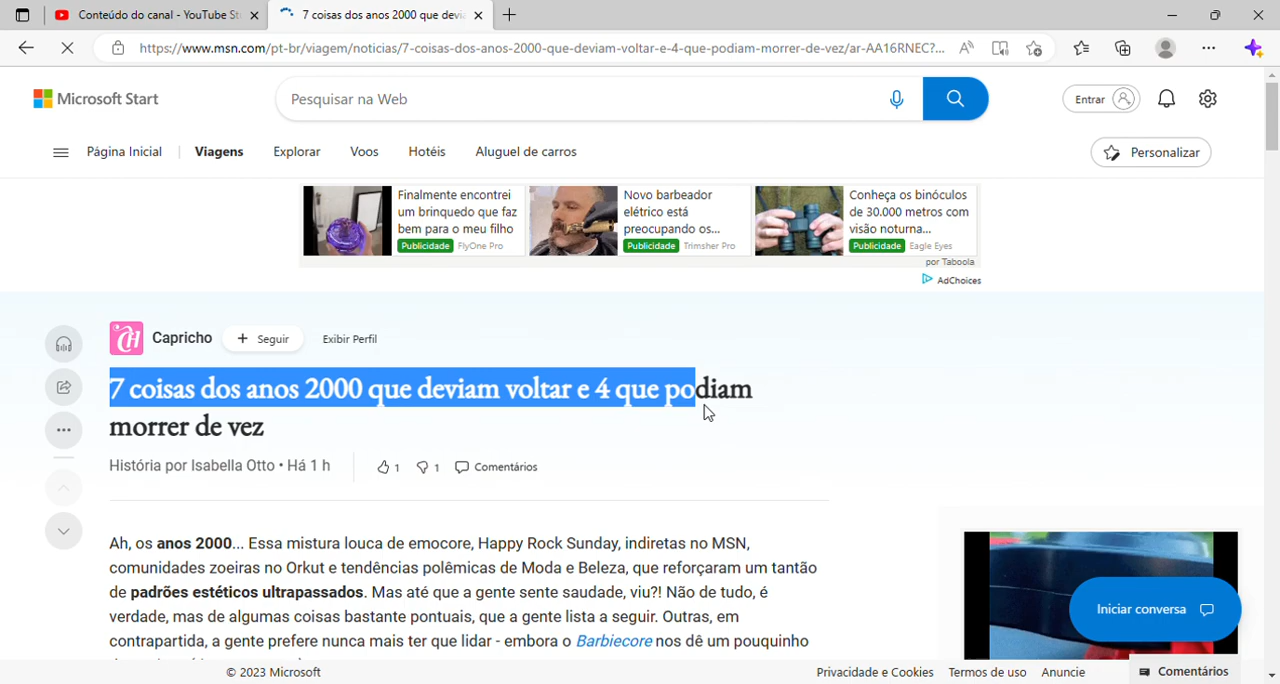 Conteúdo do canal - YouTube St
7 coisas dos anos 2000 que devia
https://www.msn.com/pt-br/viagem/noticias/7-coisas-dos-anos-2000-que-deviam-voltar-e-4-que-podiam-morrer-de-vez/ar-AA16RNEC?...
Microsoft Start
Pesquisar na Web
Entrar
Página Inicial
Viagens
Explorar
Voos
Hotéis
Aluguel de carros
Personalizar
Finalmente encontrei
um brinquedo que faz
bem para o meu filho
Publicidade FlyOne Pro
Novo barbeador
elétrico está
preocupando os...
Publicidade Trimsher Pro
Conheça os binóculos
de 30.000 metros com
visão noturna...
Publicidade Eagle Eyes
por Taboola
AdChoices
Capricho
+ Seguir
Exibir Perfil
7 coisas dos anos 2000 que deviam voltar e 4 que podiam
morrer de vez
História por Isabella Otto • Há 1 h
1
1
Comentários
Ah, os anos 2000... Essa mistura louca de emocore, Happy Rock Sunday, indiretas no MSN,
comunidades zoeiras no Orkut e tendências polêmicas de Moda e Beleza, que reforçaram um tantão
de padrões estéticos ultrapassados. Mas até que a gente sente saudade, viu?! Não de tudo, é
verdade, mas de algumas coisas bastante pontuais, que a gente lista a seguir. Outras, em
contrapartida, a gente prefere nunca mais ter que lidar - embora o Barbiecore nos dê um pouquinho
Iniciar conversa
© 2023 Microsoft
Privacidade e Cookies
Termos de uso
Anuncie
Comentários